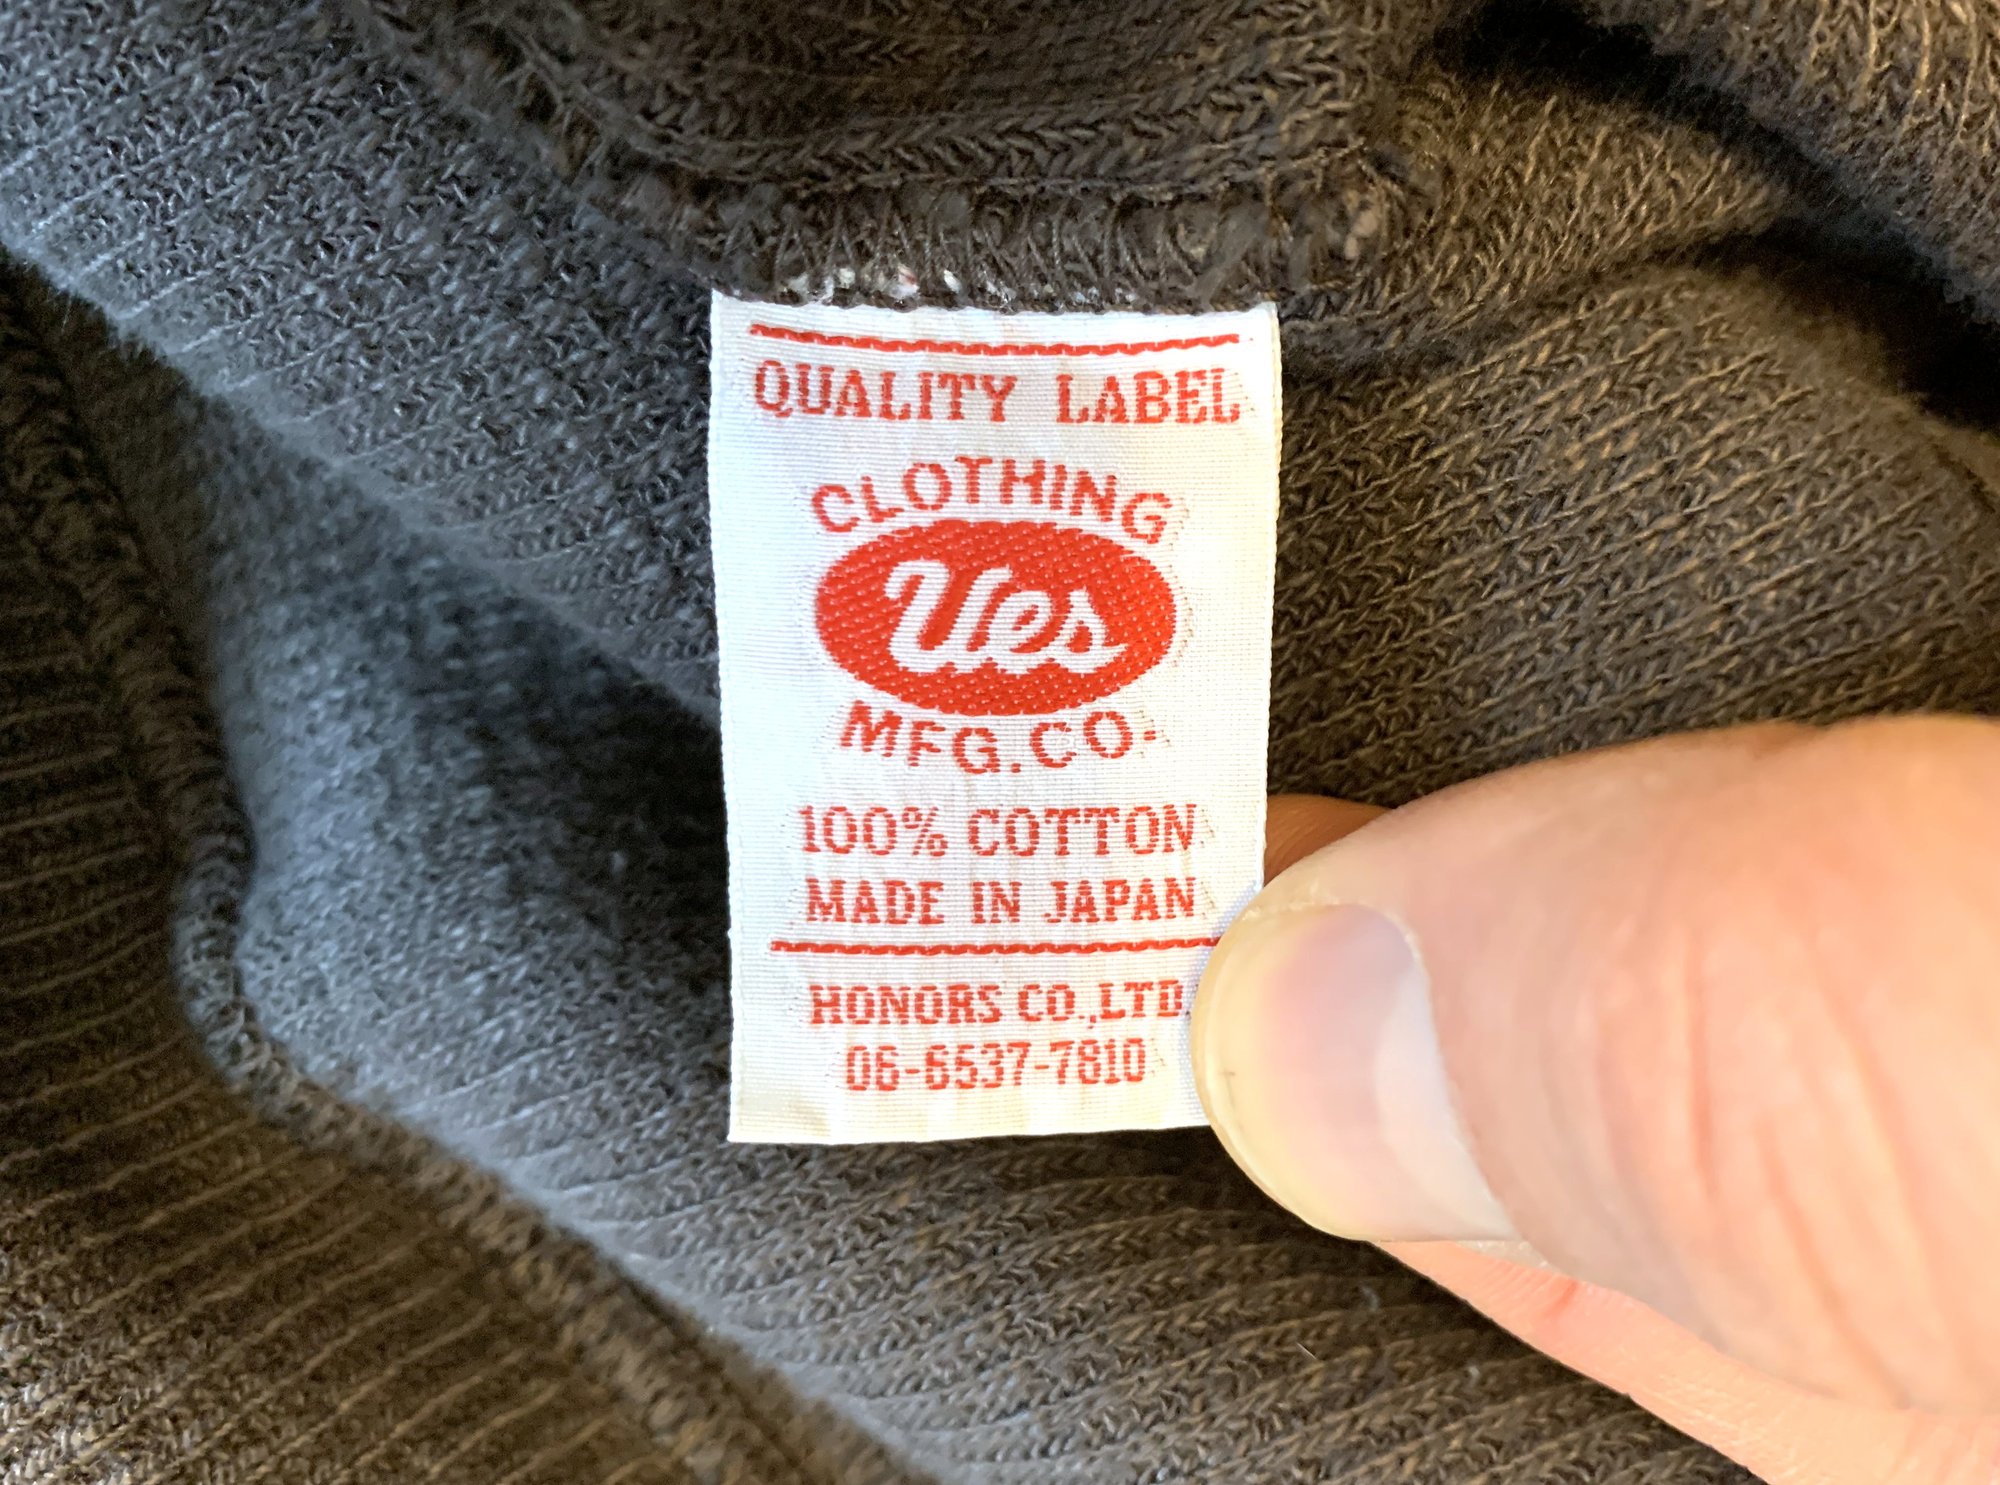 QUALITY LABEL
CLOTHING
Ues
MFG.CO.
100% COTTON
MADE IN JAPAN
HONORS CO.,LTD
06-6537-7810